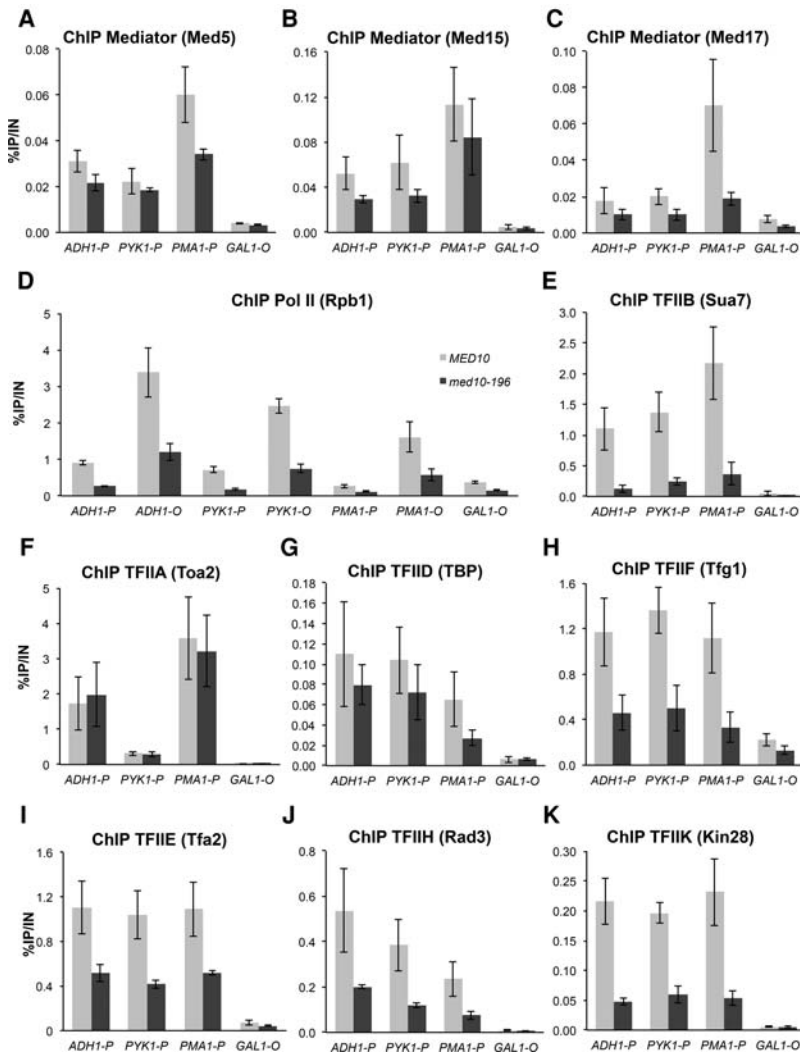 A
ChIP Mediator (Med5)
%IP/IN
0.08
0.06
0.04
0.02
0.00
ADH1-P PYK1-P PMA1-P GAL1-O
B
ChIP Mediator (Med15)
0.16
0.12
0.08
0.04
0.00
ADH1-P PYK1-P PMA1-P GAL1-O
C
ChIP Mediator (Med17)
0.10
0.08
0.06
0.04
0.02
0.00
ADH1-P PYK1-P PMA1-P GAL1-O
D
ChIP Pol II (Rpb1)
%IP/IN
5
4
3
2
1
0
MED10
med10-196
ADH1-P ADH1-O PYK1-P PYK1-O PMA1-P PMA1-O GAL1-O
E
ChIP TFIIB (Sua7)
3.0
2.5
2.0
1.5
1.0
0.5
0.0
ADH1-P PYK1-P PMA1-P GAL1-O
F
ChIP TFIIA (Toa2)
%IP/IN
5
4
3
2
1
0
ADH1-P PYK1-P PMA1-P GAL1-O
G
ChIP TFIID (TBP)
0.18
0.16
0.14
0.12
0.10
0.08
0.06
0.04
0.02
0.00
ADH1-P PYK1-P PMA1-P GAL1-O
H
ChIP TFIIF (Tfg1)
1.6
1.2
0.8
0.4
0.0
ADH1-P PYK1-P PMA1-P GAL1-O
I
ChIP TFIIE (Tfa2)
%IP/IN
1.6
1.2
0.8
0.4
0
ADH1-P PYK1-P PMA1-P GAL1-O
J
ChIP TFIIH (Rad3)
0.8
0.6
0.4
0.2
0.0
ADH1-P PYK1-P PMA1-P GAL1-O
K
ChIP TFIIK (Kin28)
0.30
0.25
0.20
0.15
0.10
0.05
0.00
ADH1-P PYK1-P PMA1-P GAL1-O